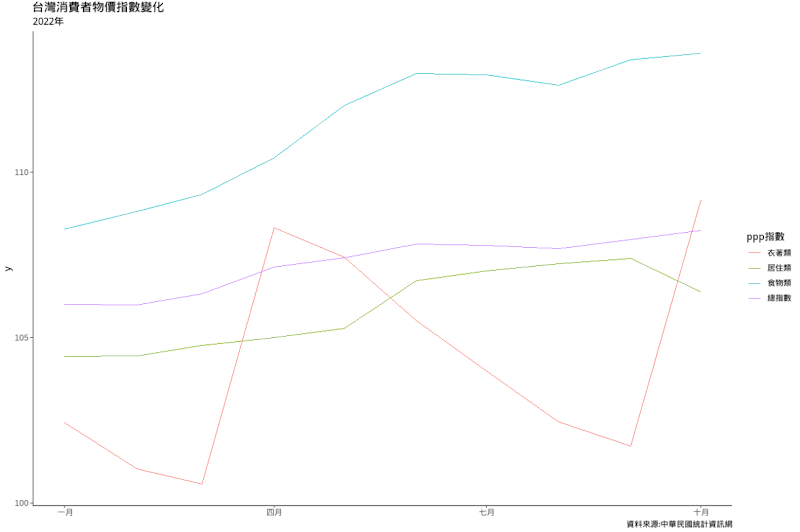 台灣消費者物價指數變化
2022年
110
105
100
y
一月
四月
七月
十月
ppp指數
衣著類
居住類
食物類
總指數
資料來源:中華民國統計資訊網